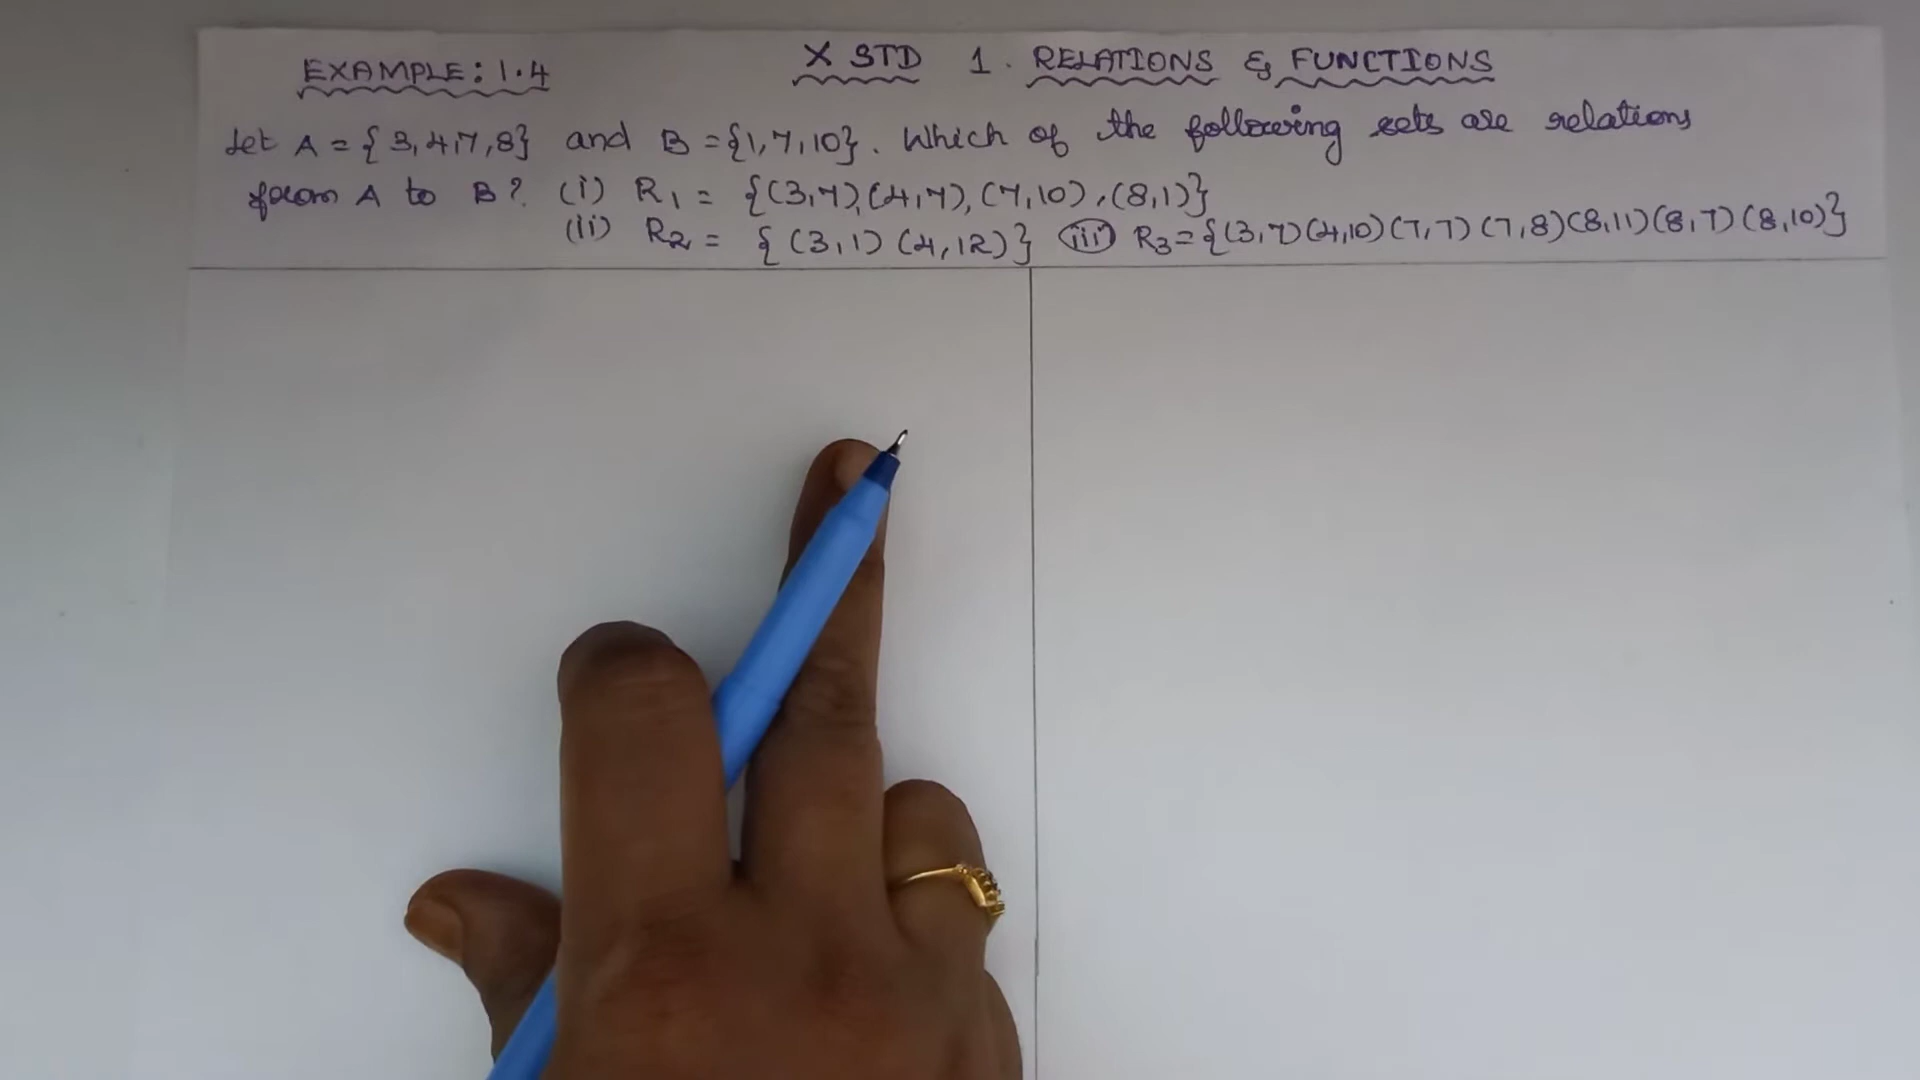 EXAMPLE: 1.4 X STD 1. RELATIONS & FUNCTIONS
Let A = {3,4,7,8} and B = {1,7,10}. Which of the following sets are relations
from A to B? (i) R1 = {(3,7),(4,7),(7,10),(8,1)}
(ii) R2 = {(3,1)(4,12)} (iii) R3={(3,7)(4,10)(7,7)(7,8)(8,11)(8,7)(8,10)}